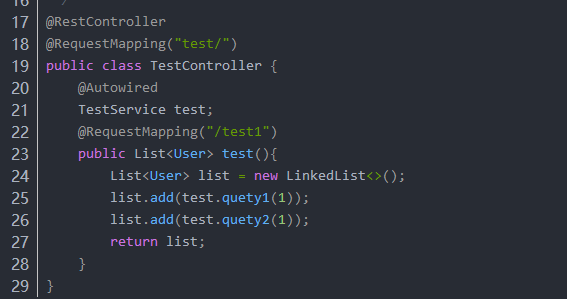 16 */
17 @RestController
18 @RequestMapping("test/")
19 public class TestController {
20     @Autowired
21     TestService test;
22     @RequestMapping("/test1")
23     public List<User> test(){
24         List<User> list = new LinkedList<>();
25         list.add(test.quety1(1));
26         list.add(test.quety2(1));
27         return list;
28     }
29 }